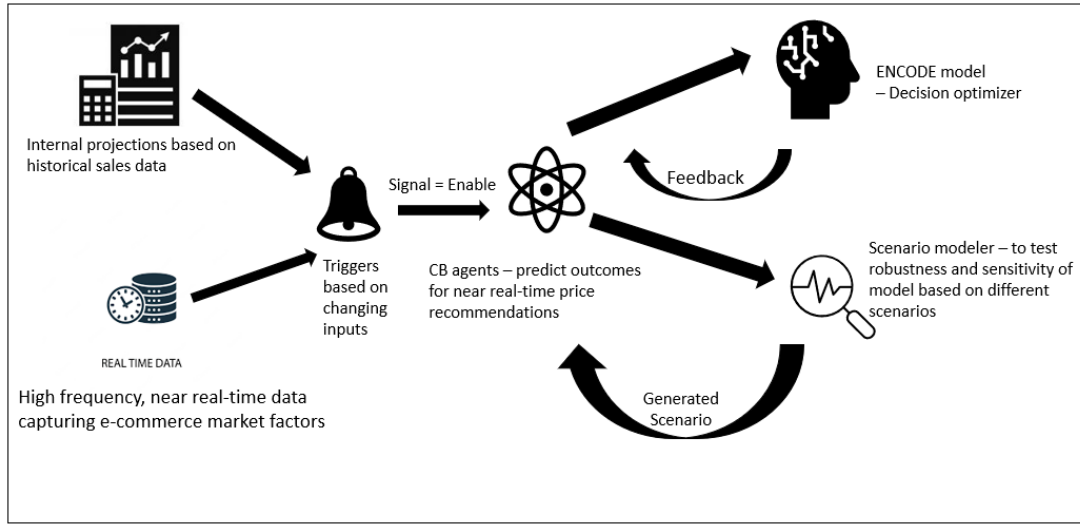 Internal projections based on
historical sales data
REAL TIME DATA
High frequency, near real-time data
capturing e-commerce market factors
Triggers
based on
changing
inputs
Signal = Enable
CB agents – predict outcomes
for near real-time price
recommendations
ENCODE model
– Decision optimizer
Feedback
Scenario modeler – to test
robustness and sensitivity of
model based on different
scenarios
Generated
Scenario